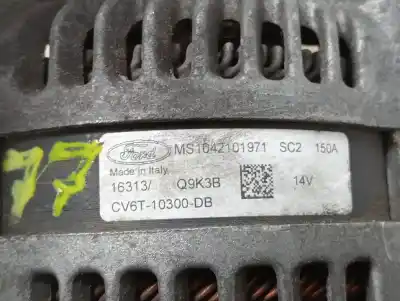 Ford MS1042101971 SC2 150A
Made in Italy
16313/ Q9K3B 14V
CV6T-10300-DB
77